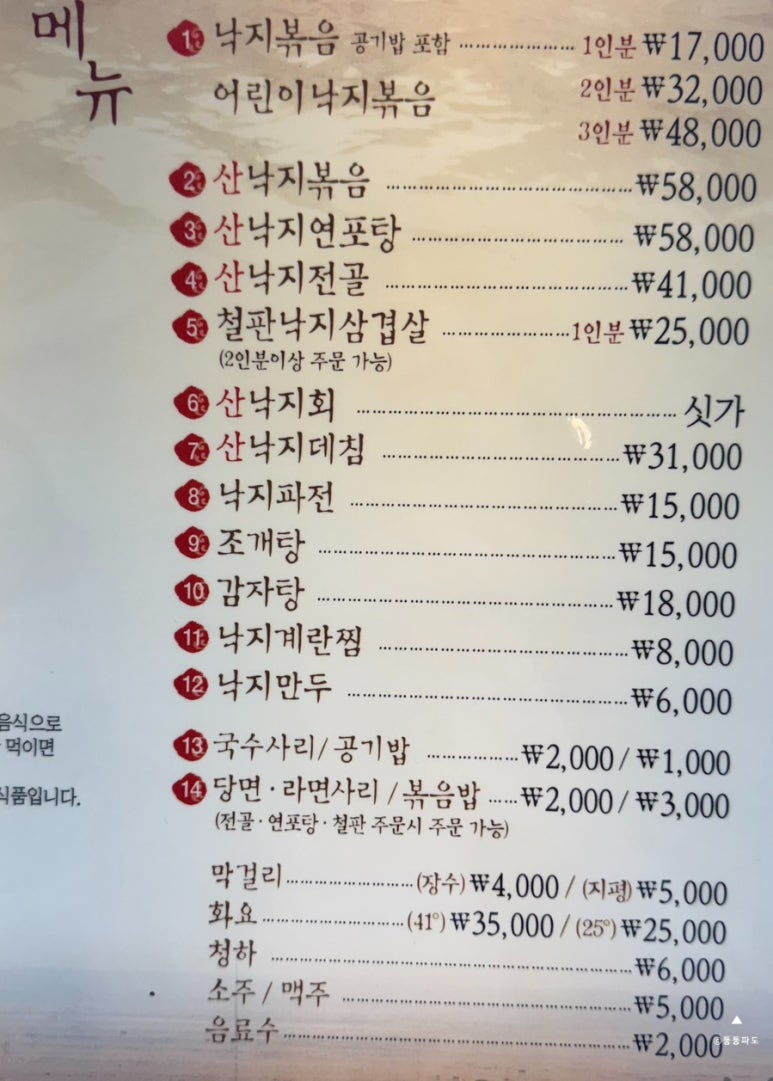 메뉴
1 낙지볶음 공기밥 포함 1인분 ₩17,000
어린이낙지볶음 2인분 ₩32,000
3인분 ₩48,000
2 산낙지볶음 ₩58,000
3 산낙지연포탕 ₩58,000
4 산낙지전골 ₩41,000
5 철판낙지삼겹살 1인분 ₩25,000
(2인분이상 주문 가능)
6 산낙지회 싯가
7 산낙지데침 ₩31,000
8 낙지파전 ₩15,000
9 조개탕 ₩15,000
10 감자탕 ₩18,000
11 낙지계란찜 ₩8,000
12 낙지만두 ₩6,000
13 국수사리/공기밥 ₩2,000 / ₩1,000
14 당면·라면사리/볶음밥 ₩2,000 / ₩3,000
(전골·연포탕·철판 주문시 주문 가능)
막걸리 (장수) ₩4,000 / (지평) ₩5,000
화요 (41°) ₩35,000 / (25°) ₩25,000
청하 ₩6,000
소주 / 맥주 ₩5,000
음료수 ₩2,000
음식으로
먹이면
식품입니다.
@퐁퐁파도